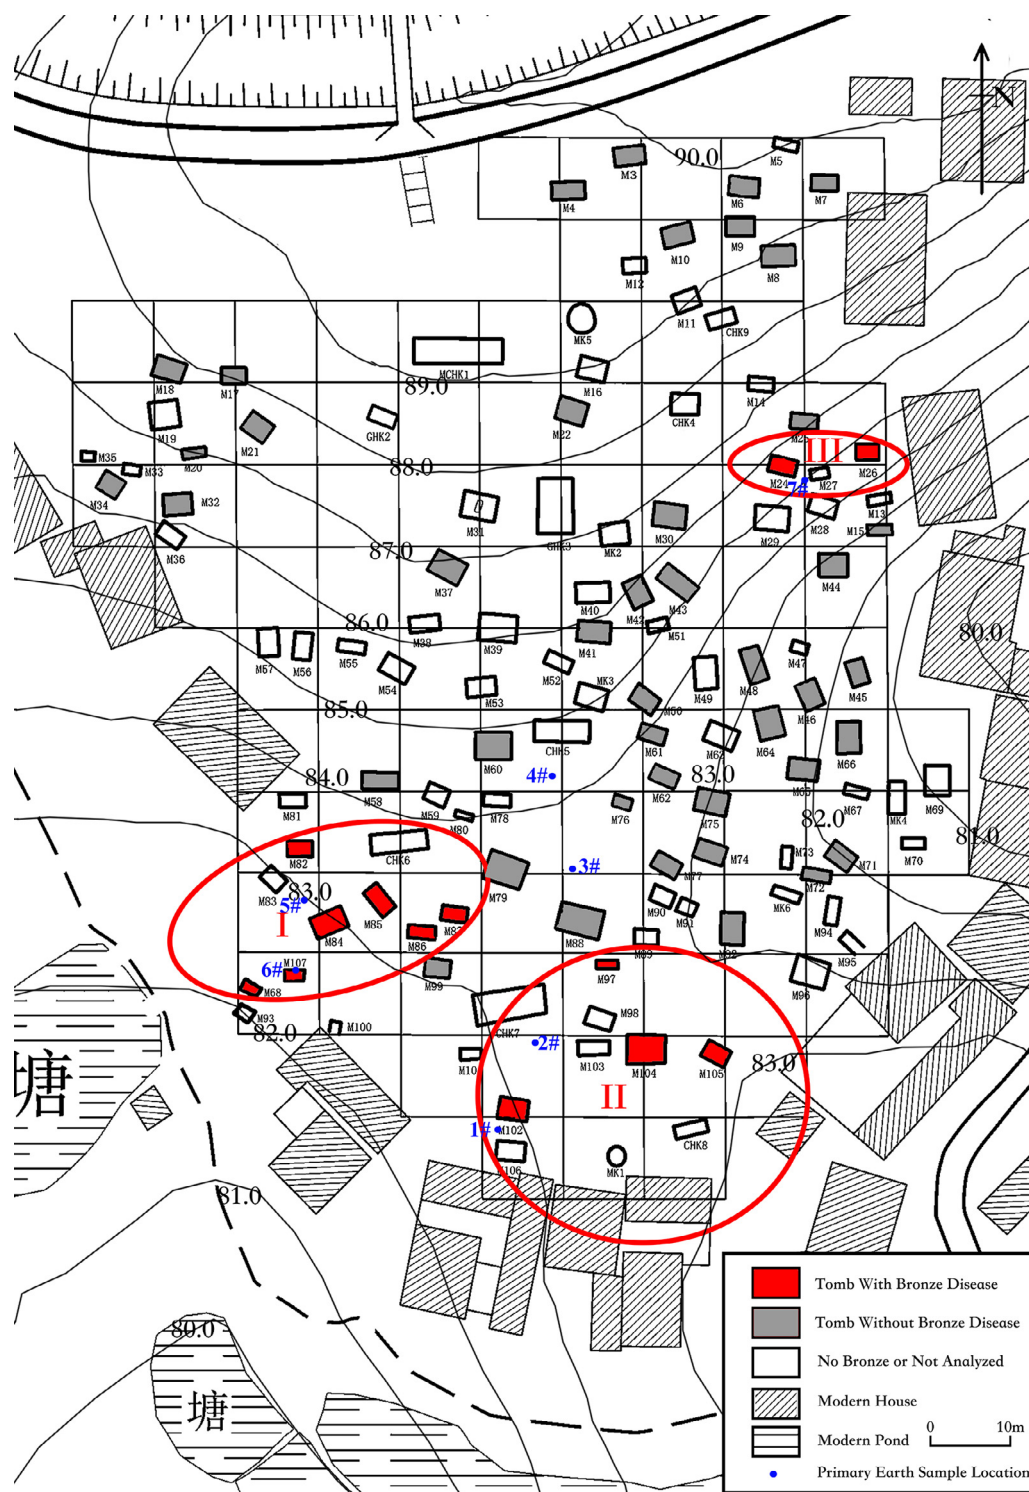 N
M5
M3
90.0
M4
M6
M7
M9
M10
M8
M12
M11
CHK9
MK5
MCHK1
M18
M17
M16
89.0
M14
GHK2
M19
M21
M22
CHK4
M25
III
M35
M33
M20
88.0
M24
M27
M26
7#
M34
M32
M31
GHK3
MK2
M30
M29
M28
M13
M15
M36
87.0
M37
M40
M42
M43
M44
80.0
86.0
M38
M39
M41
M51
M57
M56
M55
M54
M53
M52
MK3
M49
M48
M47
M45
M46
85.0
M50
CHK5
M61
M62
M64
M66
M60
4#
84.0
M58
M59
M80
M78
M76
M62
83.0
M75
M65
82.0
M67
MK4
M69
81.0
M81
M82
CHK6
M79
3#
M77
M74
M73
M71
M70
M72
M83
83.0
5#
I
M84
M85
M86
M87
M88
M90
M91
MK6
M94
M95
M89
M92
6#
M107
M68
M99
M97
M96
M93
82.0
M100
CHK7
M98
2#
M10
M103
M104
M105
83.0
塘
II
1#
M102
M106
MK1
CHK8
81.0
80.0
塘
Tomb With Bronze Disease
Tomb Without Bronze Disease
No Bronze or Not Analyzed
Modern House
Modern Pond
0 10m
Primary Earth Sample Location